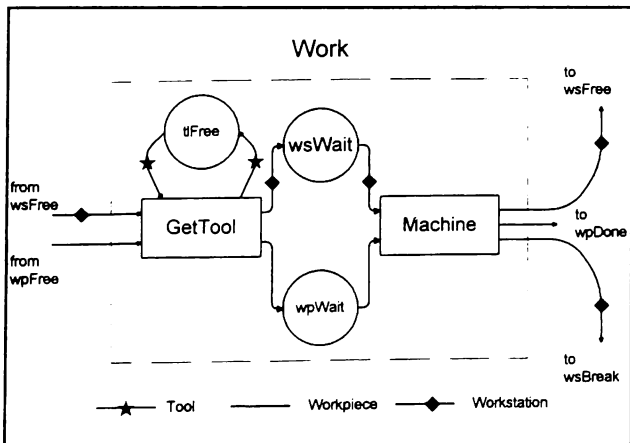 Work
to
wsFree
tlFree
wsWait
from
wsFree
GetTool
Machine
to
wpDone
from
wpFree
wpWait
to
wsBreak
Tool
Workpiece
Workstation